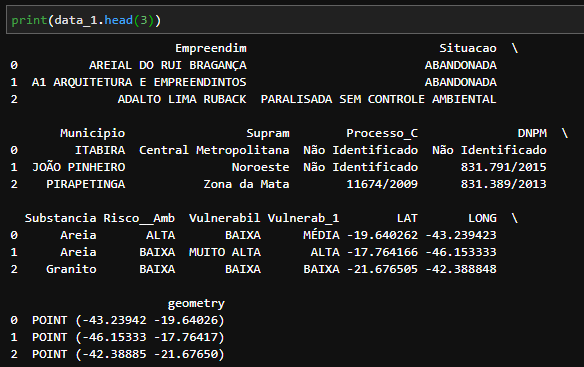 print(data_1.head(3))
Empreendim Situacao \
0 AREIAL DO RUI BRAGANÇA ABANDONADA
1 A1 ARQUITETURA E EMPREENDINTOS ABANDONADA
2 ADALTO LIMA RUBACK PARALISADA SEM CONTROLE AMBIENTAL
Municipio Supram Processo_C DNPM \
0 ITABIRA Central Metropolitana Não Identificado Não Identificado
1 JOÃO PINHEIRO Noroeste Não Identificado 831.791/2015
2 PIRAPETINGA Zona da Mata 11674/2009 831.389/2013
Substancia Risco__Amb Vulnerabil Vulnerab_1 LAT LONG \
0 Areia ALTA BAIXA MÉDIA -19.640262 -43.239423
1 Areia BAIXA MUITO ALTA ALTA -17.764166 -46.153333
2 Granito BAIXA BAIXA BAIXA -21.676505 -42.388848
geometry
0 POINT (-43.23942 -19.64026)
1 POINT (-46.15333 -17.76417)
2 POINT (-42.38885 -21.67650)